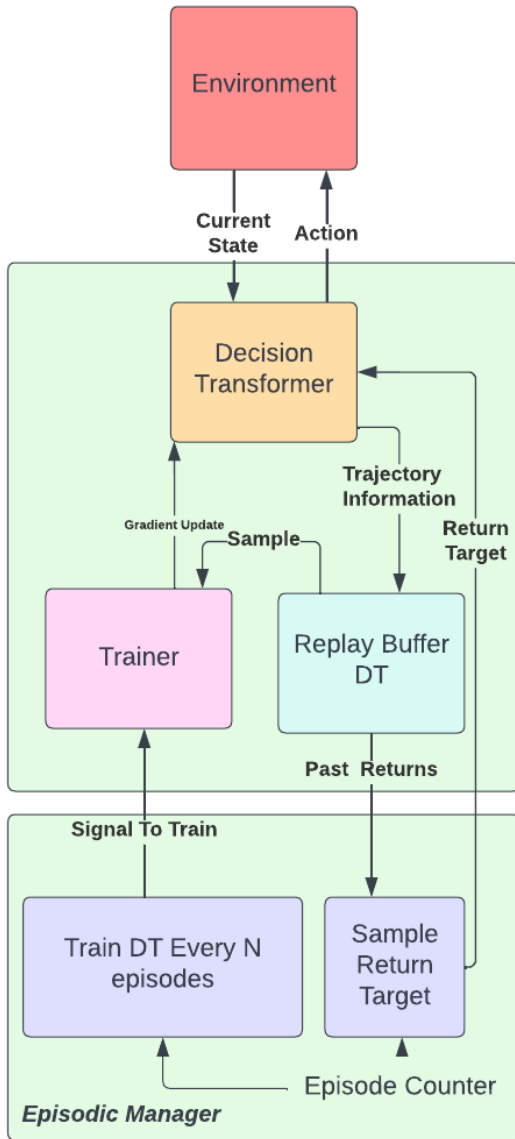 Environment
Current
State
Action
Decision
Transformer
Trajectory
Information
Gradient Update
Sample
Return
Target
Trainer
Replay Buffer
DT
Past Returns
Signal To Train
Train DT Every N
episodes
Sample
Return
Target
Episode Counter
Episodic Manager